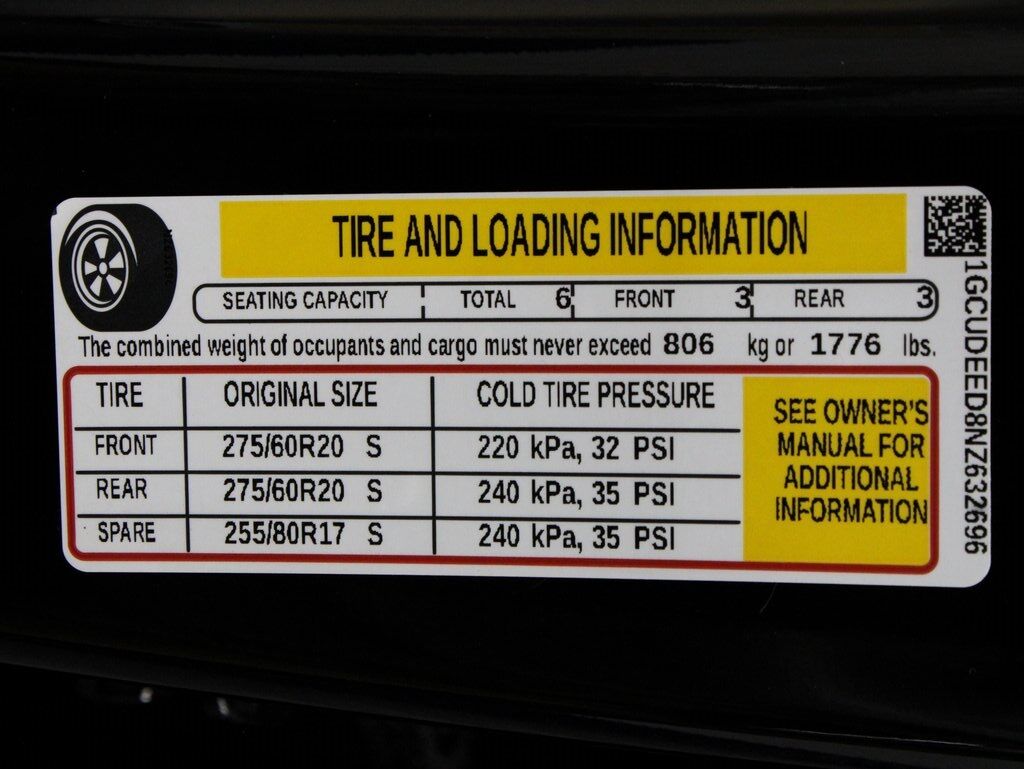 TIRE AND LOADING INFORMATION
SEATING CAPACITY TOTAL 6 FRONT 3 REAR 3
The combined weight of occupants and cargo must never exceed 806 kg or 1776 lbs.
TIRE ORIGINAL SIZE COLD TIRE PRESSURE
FRONT 275/60R20 S 220 kPa, 32 PSI
REAR 275/60R20 S 240 kPa, 35 PSI
SPARE 255/80R17 S 240 kPa, 35 PSI
SEE OWNER'S
MANUAL FOR
ADDITIONAL
INFORMATION
1GCUDEED8NZ632696